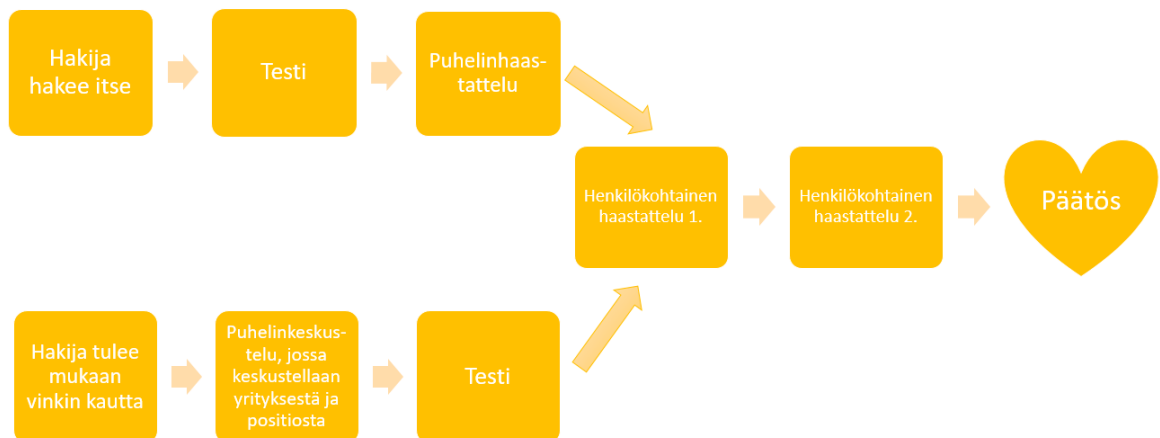 Hakija
hakee itse
Testi
Puhelinhaas-
tattelu
Henkilökohtainen
haastattelu 1.
Henkilökohtainen
haastattelu 2.
Päätös
Hakija tulee
mukaan
vinkin kautta
Puhelinkeskus-
telu, jossa
keskustellaan
yrityksestä ja
positiosta
Testi